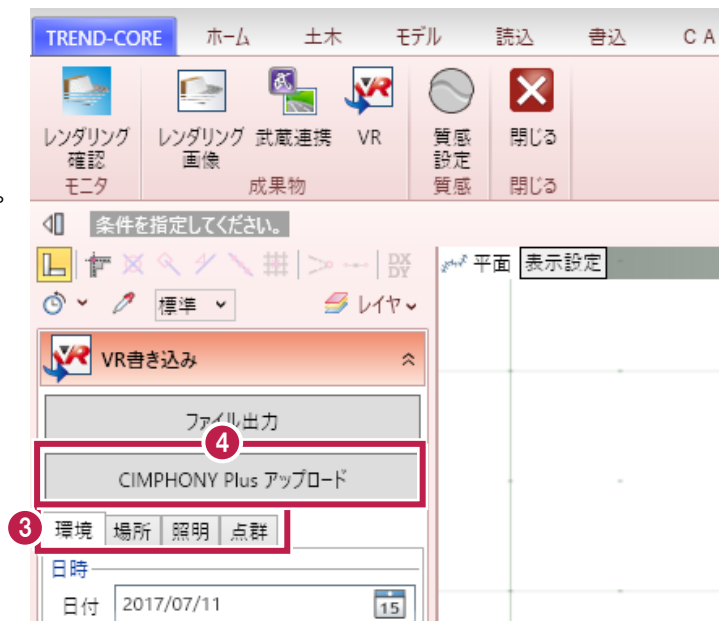 TREND-CORE ホーム 土木 モデル 読込 書込 CA
レンダリング確認 レンダリング画像 武蔵連携 VR 質感設定 閉じる
モニタ 成果物 質感 閉じる
。
条件を指定してください。
DX
DY
平面 表示設定
標準 レイヤ
VR書き込み
ファイル出力
4
CIMPHONY Plus アップロード
3 環境 場所 照明 点群
日時
日付 2017/07/11 15